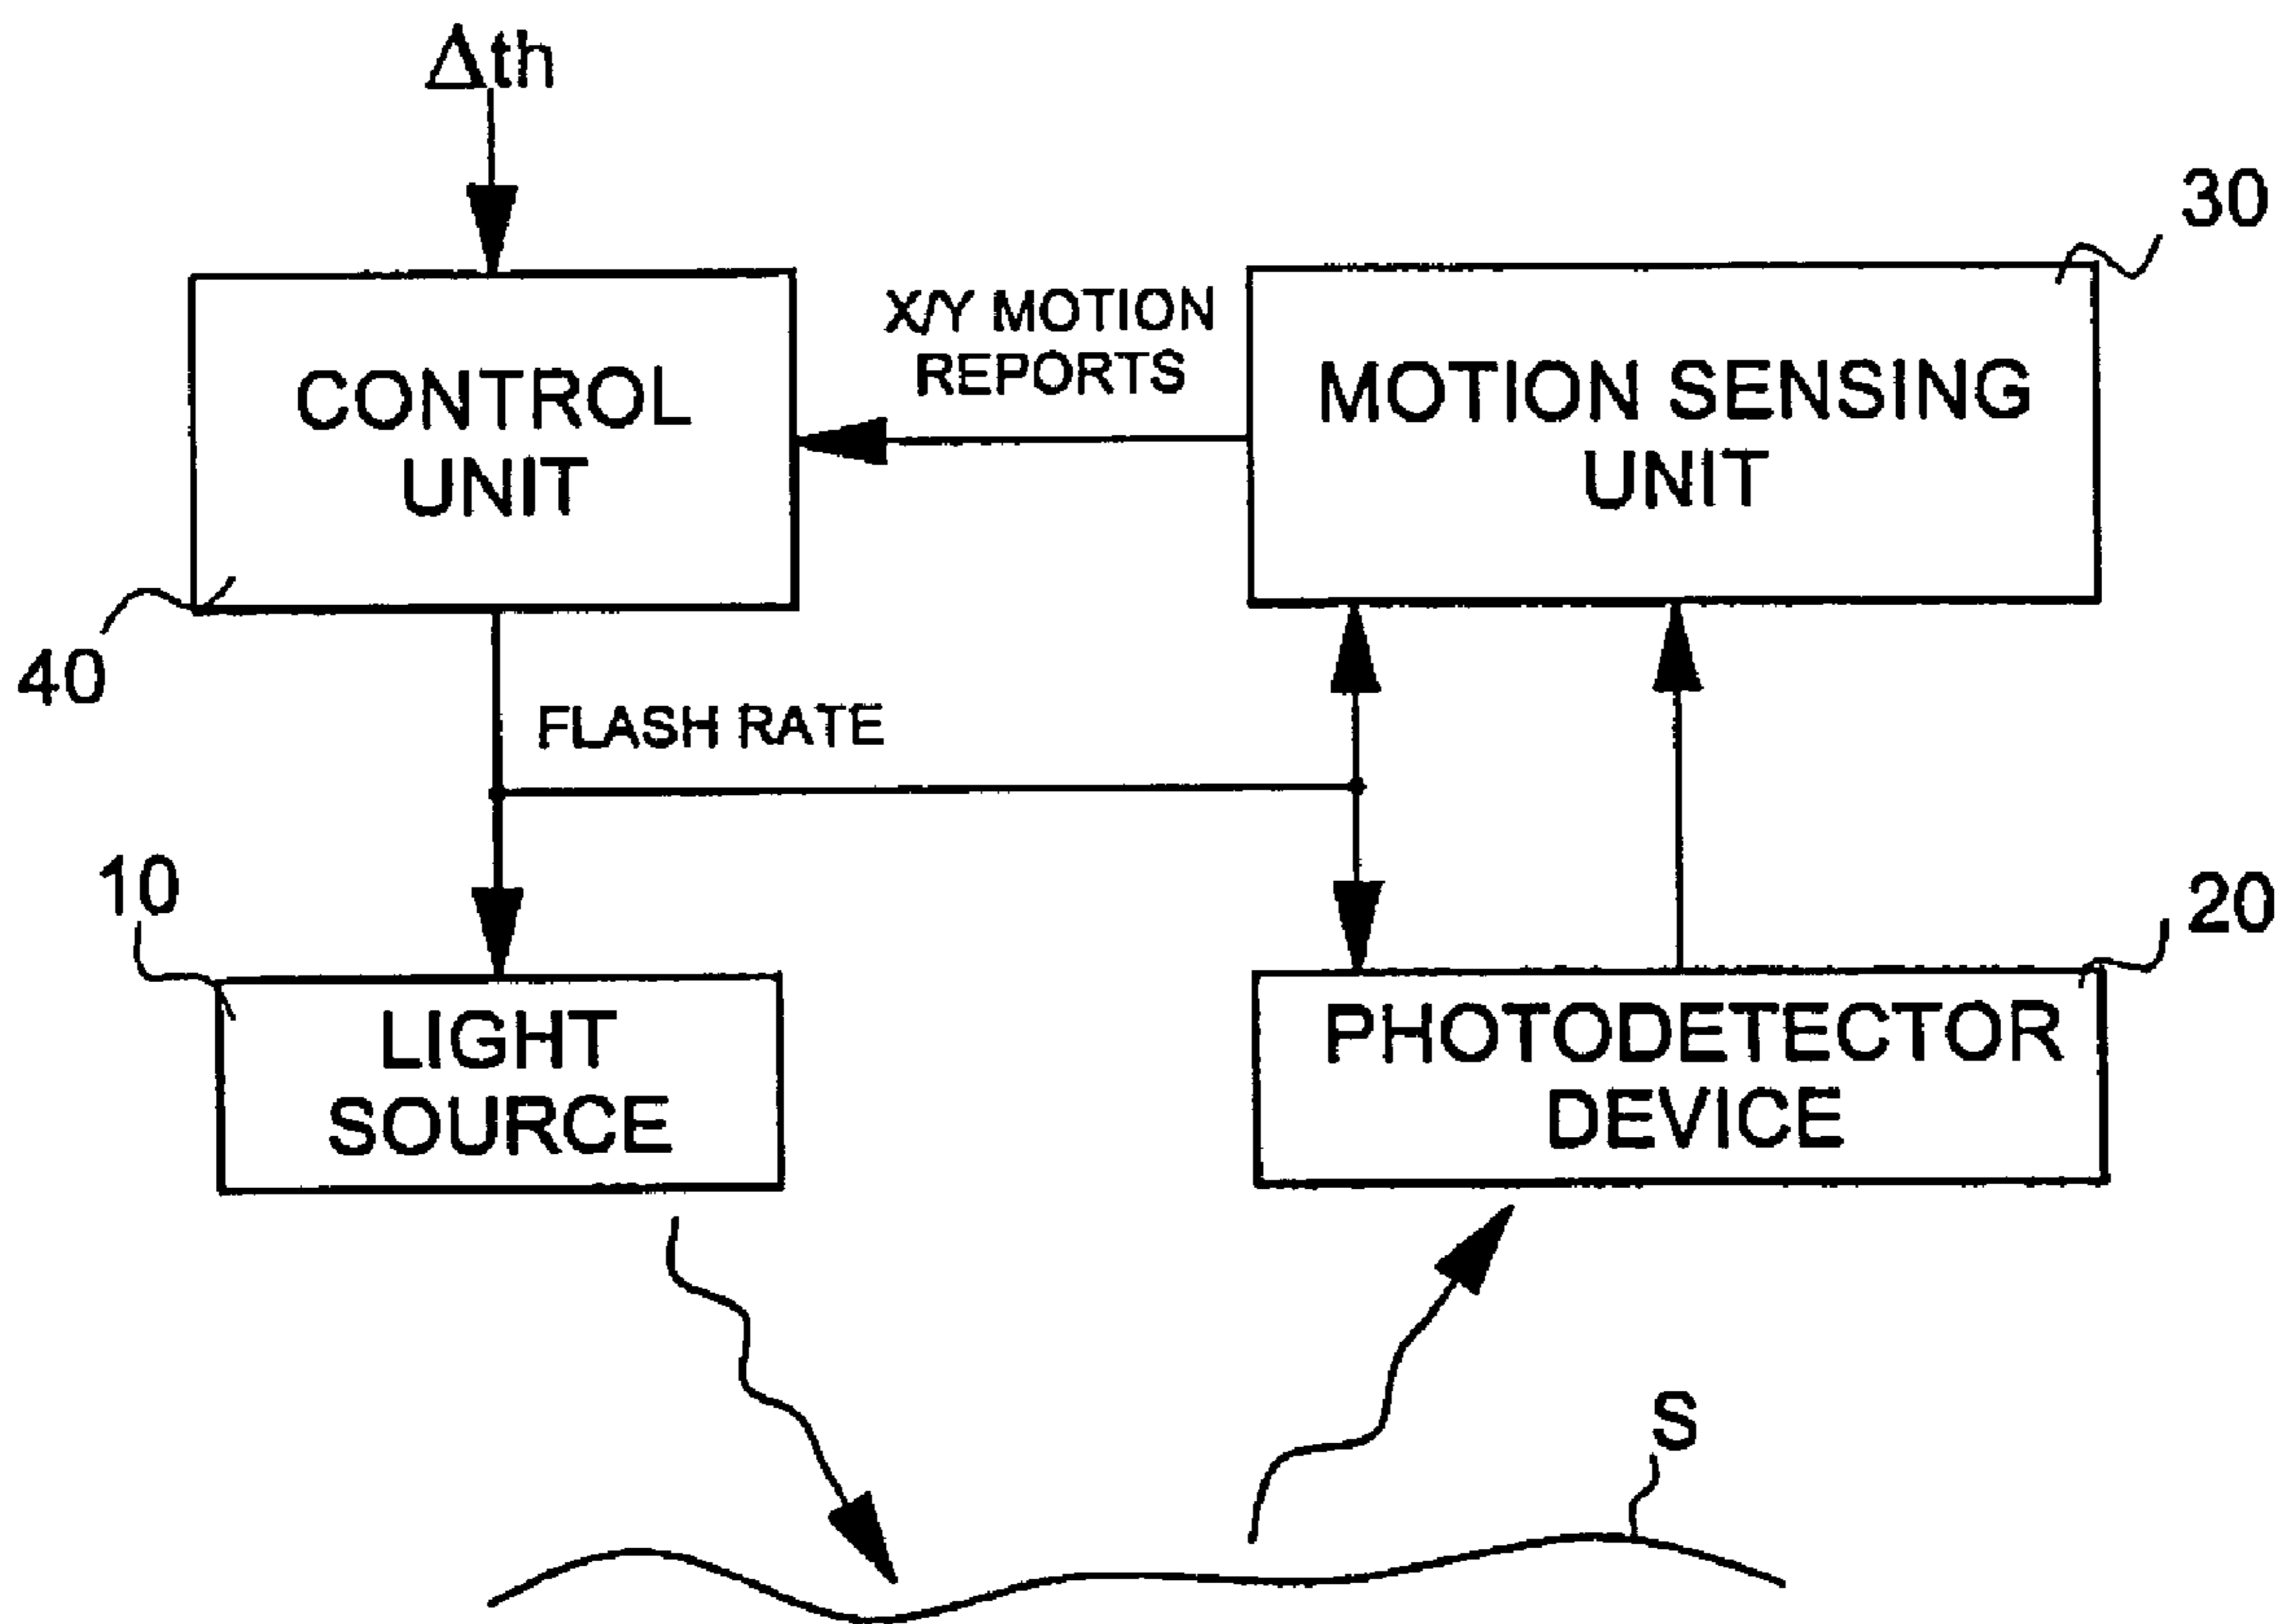 Δth
30
X/Y MOTION
REPORTS
CONTROL
UNIT
MOTION SENSING
UNIT
40
FLASH RATE
10
20
LIGHT
SOURCE
PHOTODETECTOR
DEVICE
S